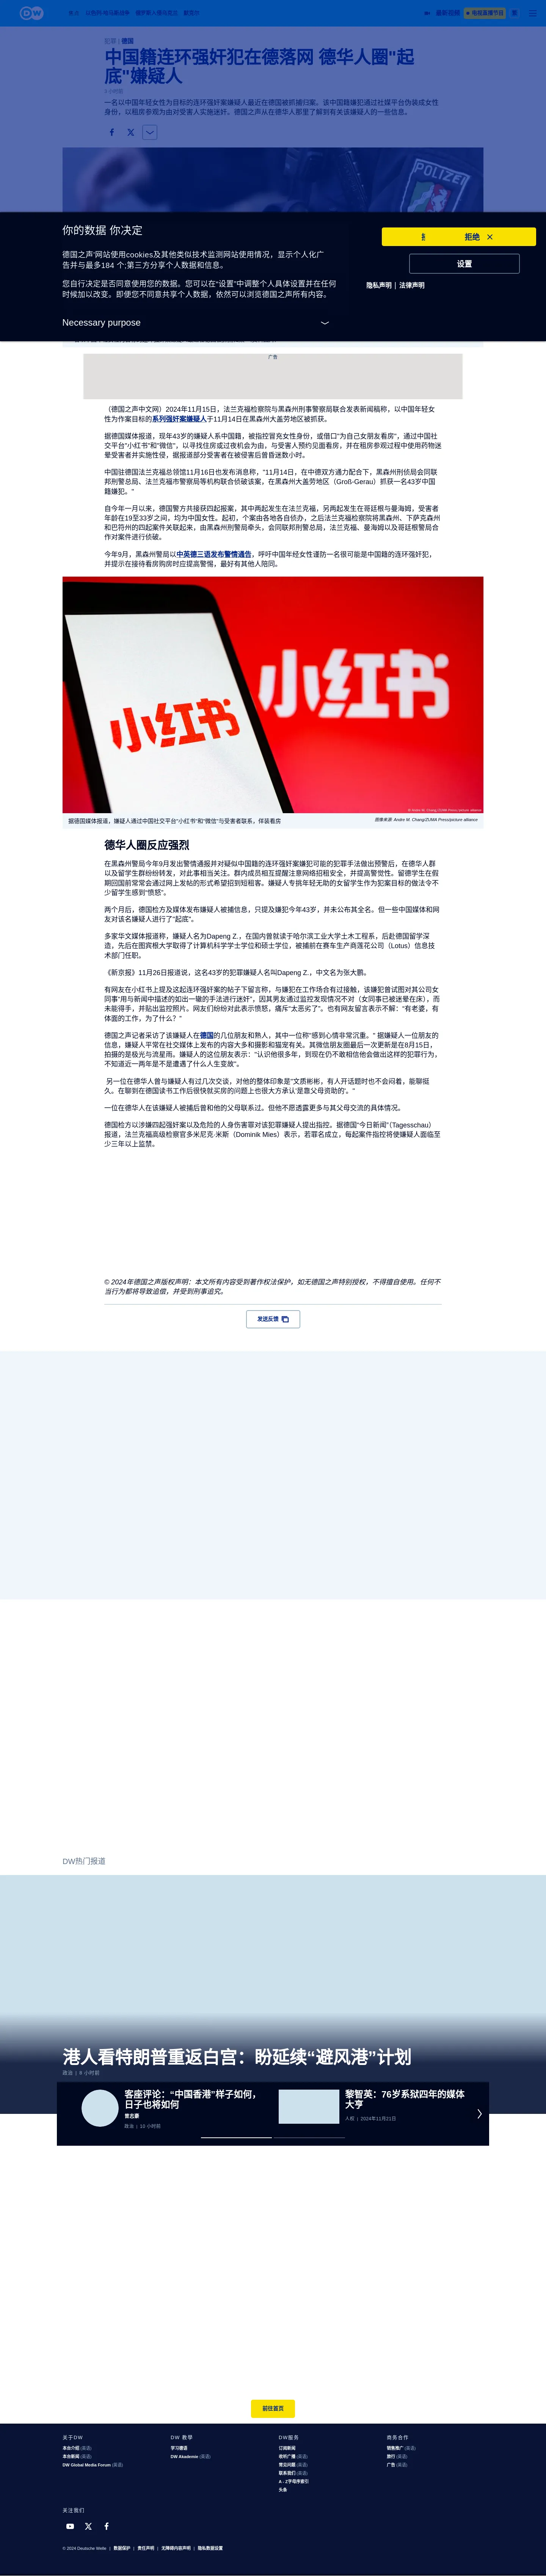 DW
犯罪 | 德国
中国籍连环强奸犯在德落网 德华人圈"起
底"嫌疑人
一名以中国年轻女性为目标的连环强奸案嫌疑人最近在德国被抓捕归案。该中国籍嫌犯通过社媒平台伪装成女性
身份，以租房参观为由对受害人实施迷奸。德国之声从在德华人那里了解到有关该嫌疑人的一些信息。
你的数据 你决定
德国之声网站使用cookies及其他类似技术监测网站使用情况，显示个人化广
告并与最多184 个;第三方分享个人数据和信息。
您自行决定是否同意使用您的数据。您可以在“设置”中调整个人具体设置并在任何
时候加以改变。即便您不同意共享个人数据，依然可以浏览德国之声所有内容。
Necessary purpose
拒绝
设置
隐私声明 | 法律声明
广告
（德国之声中文网）2024年11月15日，法兰克福检察院与黑森州刑事警察局联合发表新闻稿称，以中国年轻女
性为作案目标的系列强奸案嫌疑人于11月14日在黑森州大盖劳地区被抓获。
据德国媒体报道，现年43岁的嫌疑人系中国籍，被指控冒充女性身份，或借口"为自己女朋友看房"，通过中国社
交平台"小红书"和"微信"，以寻找住房或过夜机会为由，与受害人预约见面看房，并在租房参观过程中使用药物迷
晕受害者并实施性侵，据报道部分受害者在被侵害后曾昏迷数小时。
中国驻德国法兰克福总领馆11月16日也发布消息称，"11月14日，在中德双方通力配合下，黑森州刑侦局会同联
邦刑警总局、法兰克福市警察局等机构联合侦破该案，在黑森州大盖劳地区（Groß-Gerau）抓获一名43岁中国
籍嫌犯。"
自今年一月以来，德国警方共接获四起报案，其中两起发生在法兰克福，另两起发生在哥廷根与曼海姆，受害者
年龄在19至33岁之间，均为中国女性。起初，个案由各地各自侦办，之后法兰克福检察院将黑森州、下萨克森州
和巴符州的四起案件关联起来，由黑森州刑警局牵头，会同联邦刑警总局，法兰克福、曼海姆以及哥廷根警局合
作对案件进行侦破。
今年9月，黑森州警局以中英德三语发布警情通告，呼吁中国年轻女性谨防一名很可能是中国籍的连环强奸犯，
并提示在接待看房购房时应提高警惕，最好有其他人陪同。
小红书
小红书
© Andre M. Chang/ZUMA Press/picture alliance
据德国媒体报道，嫌疑人通过中国社交平台“小红书”和“微信”与受害者联系，佯装看房
图像来源: Andre M. Chang/ZUMA Press/picture alliance
德华人圈反应强烈
在黑森州警局今年9月发出警情通报并对疑似中国籍的连环强奸案嫌犯可能的犯罪手法做出预警后，在德华人群
以及留学生群纷纷转发，对此事相当关注。群内成员相互提醒注意网络招租安全，并提高警觉性。留德学生在假
期回国前常常会通过网上发帖的形式希望招到短租客。嫌疑人专挑年轻无助的女留学生作为犯案目标的做法令不
少留学生感到“愤怒”。
两个月后，德国检方及媒体发布嫌疑人被捕信息，只提及嫌犯今年43岁，并未公布其全名。但一些中国媒体和网
友对该名嫌疑人进行了"起底"。
多家华文媒体报道称，嫌疑人名为Dapeng Z.，在国内曾就读于哈尔滨工业大学土木工程系，后赴德国留学深
造，先后在图宾根大学取得了计算机科学学士学位和硕士学位，被捕前在赛车生产商莲花公司（Lotus）信息技
术部门任职。
《新京报》11月26日报道说，这名43岁的犯罪嫌疑人名叫Dapeng Z.，中文名为张大鹏。
有网友在小红书上提及这起连环强奸案的帖子下留言称，与嫌犯在工作场合有过接触，该嫌犯曾试图对其公司女
同事"用与新闻中描述的如出一辙的手法进行迷奸"，因其男友通过监控发现情况不对（女同事已被迷晕在床），而
未能得手，并贴出监控照片。网友们纷纷对此表示愤怒，痛斥"太恶劣了"。也有网友留言表示不解："有老婆，有
体面的工作，为了什么？"
德国之声记者采访了该嫌疑人在德国的几位朋友和熟人，其中一位称"感到心情非常沉重。" 据嫌疑人一位朋友的
信息，嫌疑人平常在社交媒体上发布的内容大多和摄影和猫宠有关。其微信朋友圈最后一次更新是在8月15日，
拍摄的是极光与流星雨。嫌疑人的这位朋友表示："认识他很多年，到现在仍不敢相信他会做出这样的犯罪行为，
不知道近一两年是不是遭遇了什么人生变故"。
另一位在德华人曾与嫌疑人有过几次交谈，对他的整体印象是"文质彬彬，有人开话题时也不会闷着，能聊挺
久。在聊到在德国读书工作后很快就买房的问题上也很大方承认'是靠父母资助的'。"
一位在德华人在该嫌疑人被捕后曾和他的父母联系过。但他不愿透露更多与其父母交流的具体情况。
德国检方以涉嫌四起强奸案以及危险的人身伤害罪对该犯罪嫌疑人提出指控。据德国"今日新闻"（Tagesschau）
报道，法兰克福高级检察官多米尼克·米斯（Dominik Mies）表示，若罪名成立，每起案件指控将使嫌疑人面临至
少三年以上监禁。
© 2024年德国之声版权声明：本文所有内容受到著作权法保护，如无德国之声特别授权，不得擅自使用。任何不
当行为都将导致追偿，并受到刑事追究。
发送反馈
DW热门报道
港人看特朗普重返白宫：盼延续“避风港”计划
政治 | 9 小时前
客座评论：“中国香港”样子如何，
日子也将如何
曾志豪
政治 | 10 小时前
黎智英：76岁系狱四年的媒体
大亨
人权 | 2024年11月21日
前往首页
关于DW
本台介绍 (英语)
本台新闻 (英语)
DW Global Media Forum (英语)
DW 教学
学习德语
DW Akademie (英语)
DW服务
订阅新闻
收听广播 (英语)
常见问题 (英语)
联系我们 (英语)
A - Z字母序索引
头条
商务合作
销售推广 (英语)
旅行 (英语)
广告 (英语)
关注我们
© 2024 Deutsche Welle | 数据保护 | 责任声明 | 无障碍内容声明 | 隐私数据设置